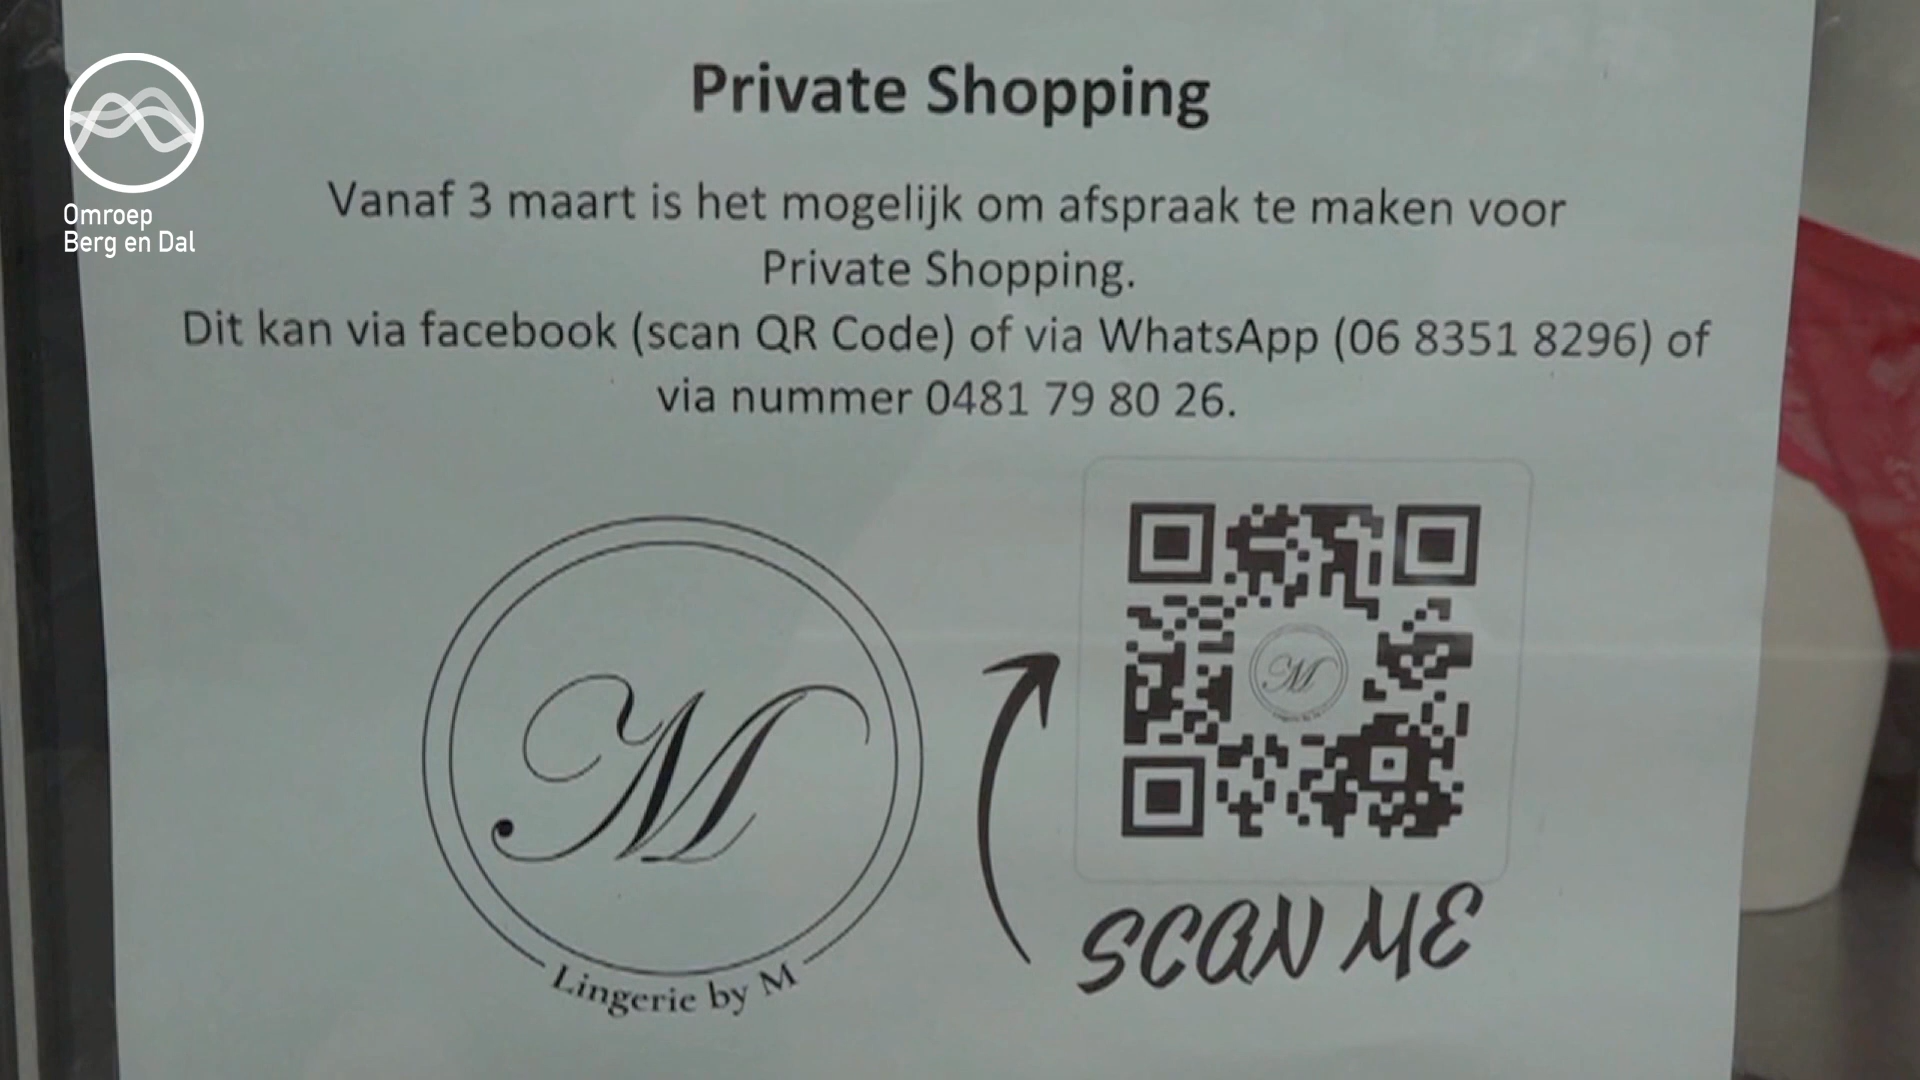 Omroep
Berg en Dal
Private Shopping
Vanaf 3 maart is het mogelijk om afspraak te maken voor
Private Shopping.
Dit kan via facebook (scan QR Code) of via WhatsApp (06 8351 8296) of
via nummer 0481 79 80 26.
M
Lingerie by M
M
SCAN ME